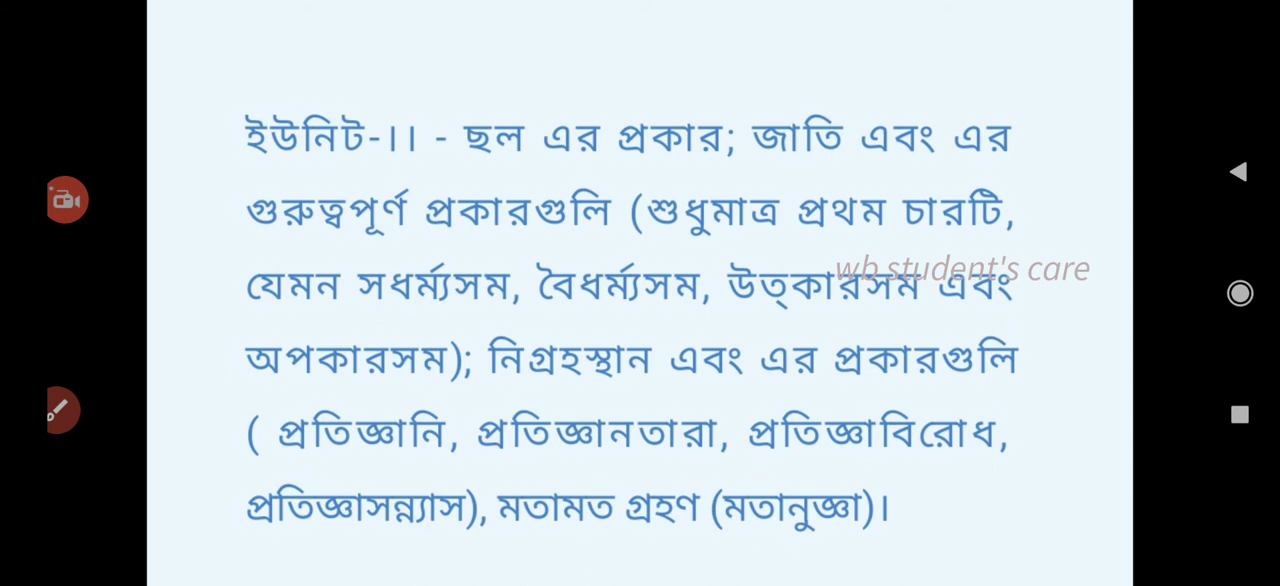 ইউনিট-।। - ছল এর প্রকার; জাতি এবং এর
গুরুত্বপূর্ণ প্রকারগুলি (শুধুমাত্র প্রথম চারটি,
যেমন সধর্ম্যসম, বৈধর্ম্যসম, উত্কারসম এবং
wb student's care
অপকারসম); নিগ্রহস্থান এবং এর প্রকারগুলি
( প্রতিজ্ঞানি, প্রতিজ্ঞানতারা, প্রতিজ্ঞাবিরোধ,
প্রতিজ্ঞাসন্ন্যাস), মতামত গ্রহণ (মতানুজ্ঞা)।